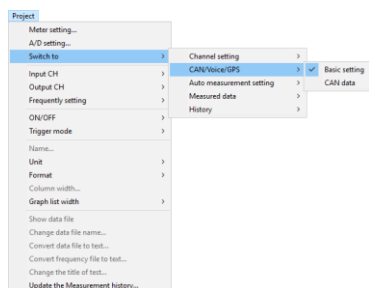 Project
Meter setting...
A/D setting...
Switch to
Input CH
Output CH
Frequently setting
ON/OFF
Trigger mode
Name...
Unit
Format
Column width...
Graph list width
Show data file
Change data file name...
Convert data file to text...
Convert frequency file to text...
Change the title of test...
Update the Measurement history...
Channel setting
CAN/Voice/GPS
Auto measurement setting
Measured data
History
Basic setting
CAN data